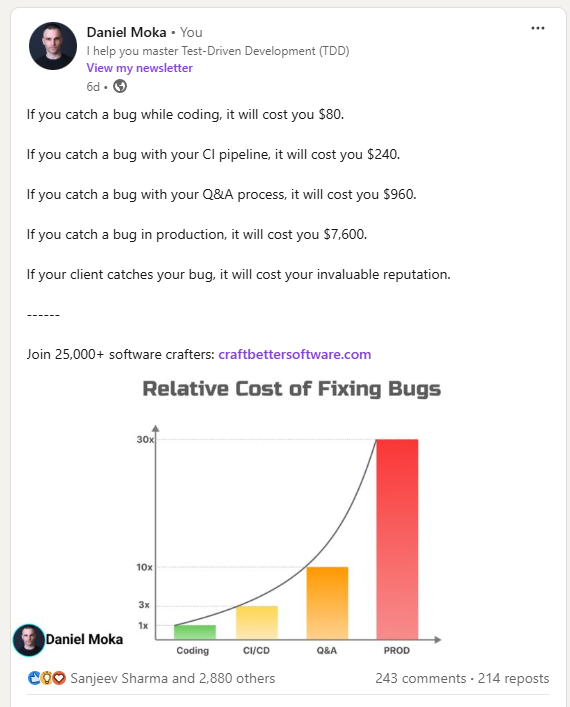 Daniel Moka • You
I help you master Test-Driven Development (TDD)
View my newsletter
6d •
If you catch a bug while coding, it will cost you $80.
If you catch a bug with your CI pipeline, it will cost you $240.
If you catch a bug with your Q&A process, it will cost you $960.
If you catch a bug in production, it will cost you $7,600.
If your client catches your bug, it will cost your invaluable reputation.
------
Join 25,000+ software crafters: craftbettersoftware.com
Relative Cost of Fixing Bugs
30x
10x
3x
1x
Coding CI/CD Q&A PROD
Daniel Moka
Sanjeev Sharma and 2,880 others 243 comments • 214 reposts